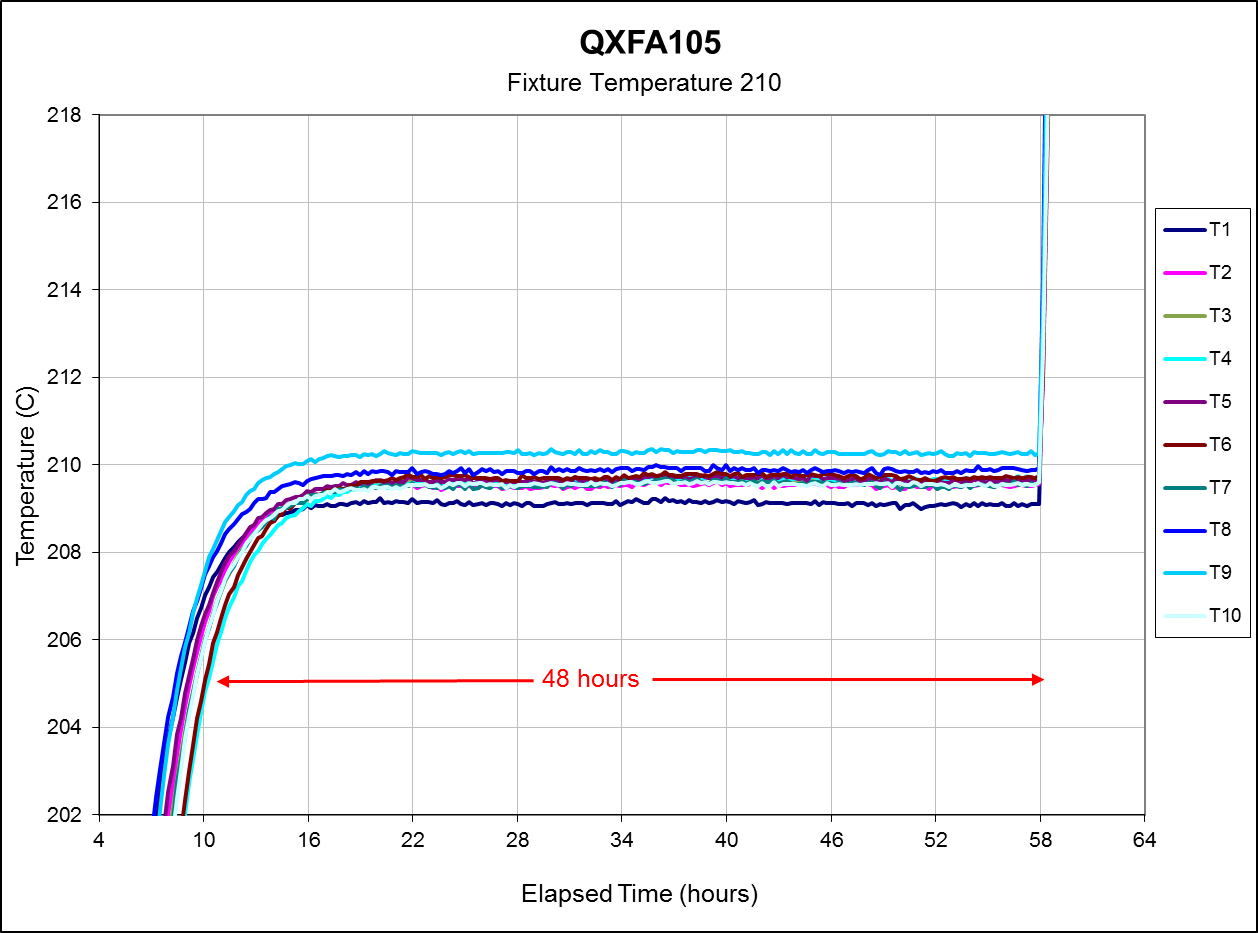 QXFA105
Fixture Temperature 210
218
216
214
212
210
208
206
204
202
Temperature (C)
48 hours
T1
T2
T3
T4
T5
T6
T7
T8
T9
T10
4 10 16 22 28 34 40 46 52 58 64
Elapsed Time (hours)